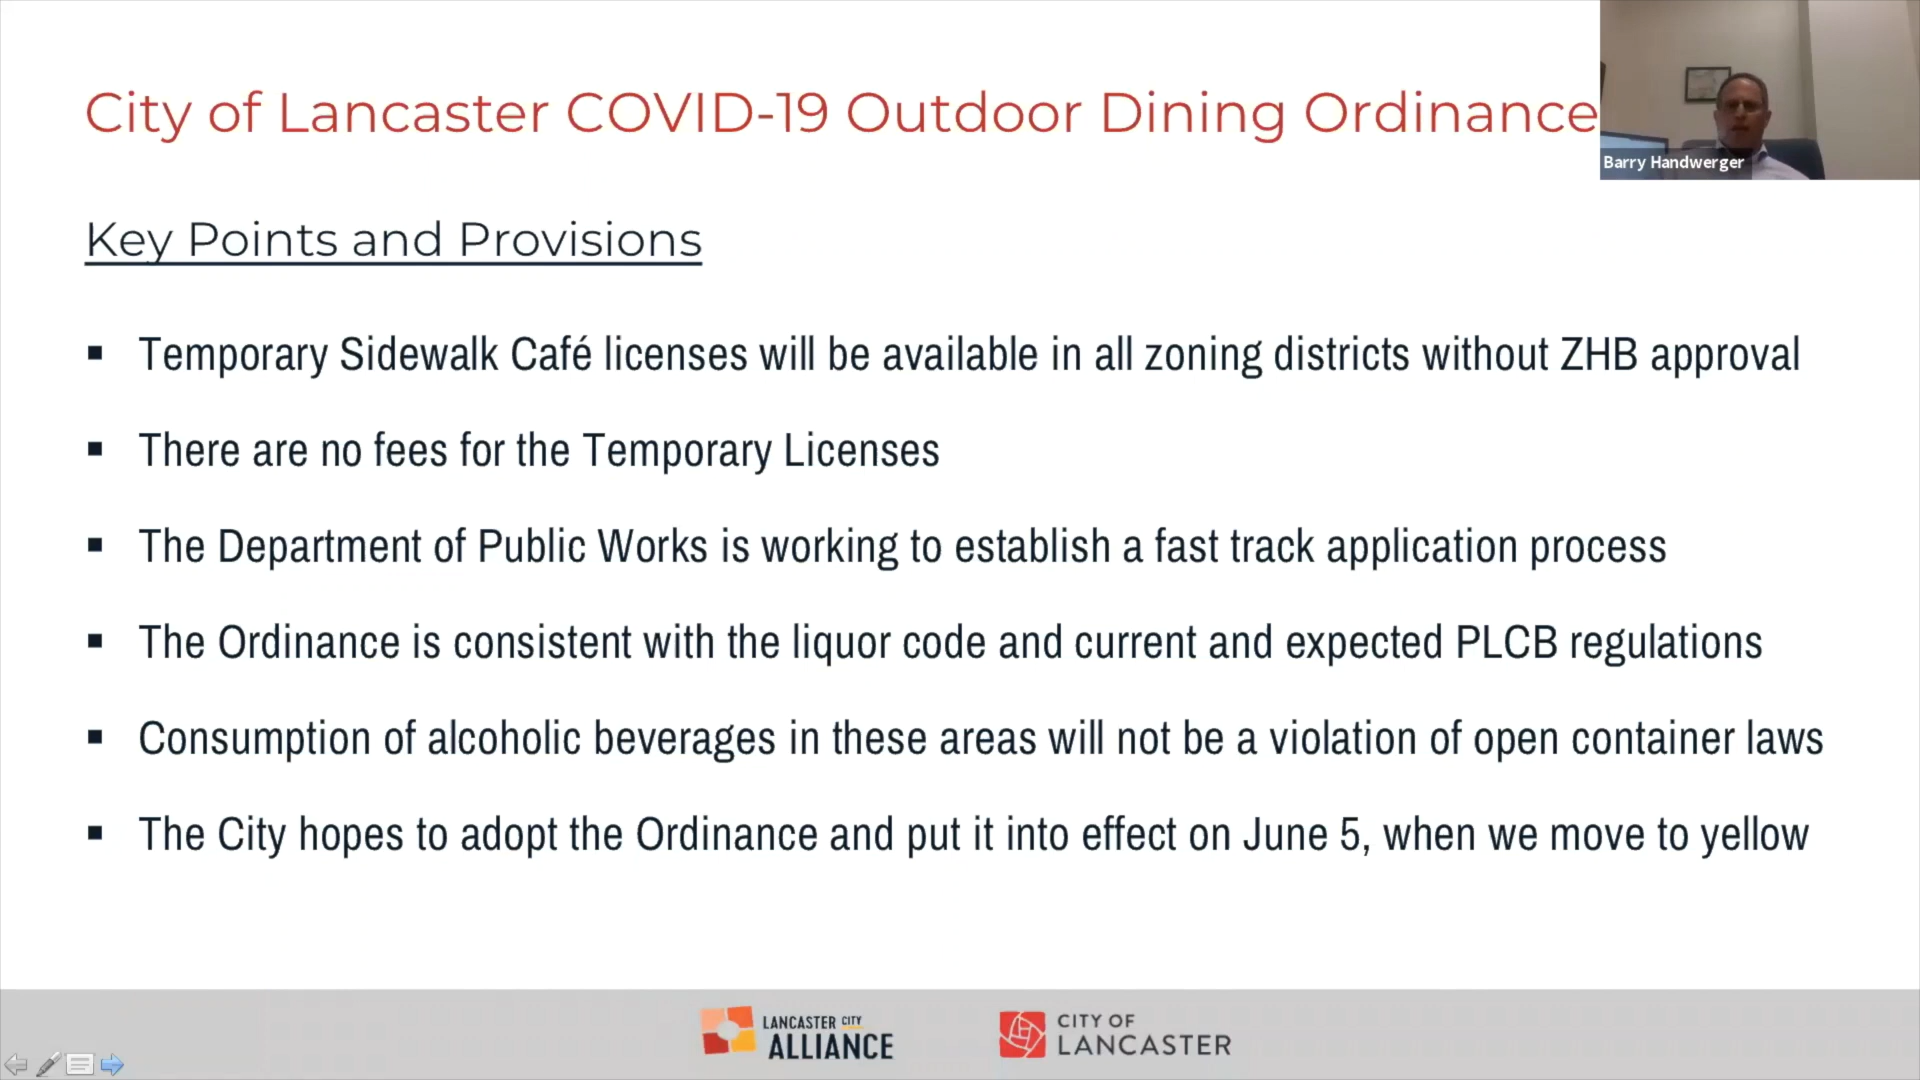 City of Lancaster COVID-19 Outdoor Dining Ordinance
Barry Handwerger
Key Points and Provisions
▪ Temporary Sidewalk Café licenses will be available in all zoning districts without ZHB approval
▪ There are no fees for the Temporary Licenses
▪ The Department of Public Works is working to establish a fast track application process
▪ The Ordinance is consistent with the liquor code and current and expected PLCB regulations
▪ Consumption of alcoholic beverages in these areas will not be a violation of open container laws
▪ The City hopes to adopt the Ordinance and put it into effect on June 5, when we move to yellow
LANCASTER CITY
ALLIANCE
CITY OF
LANCASTER